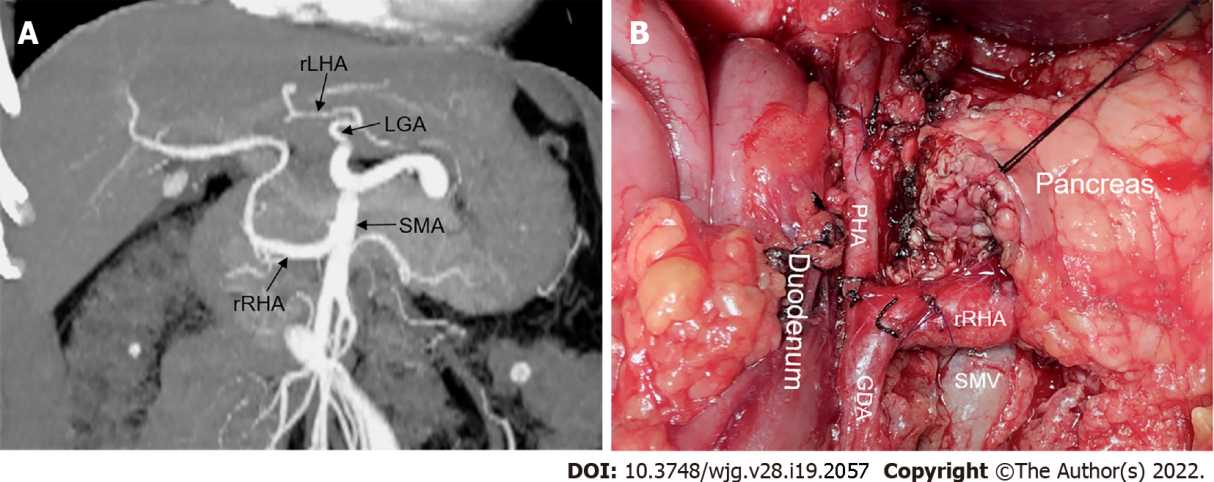 A
rLHA
LGA
SMA
rRHA
B
Pancreas
PHA
Duodenum
rRHA
GDA
SMV
DOI: 10.3748/wjg.v28.i19.2057 Copyright ©The Author(s) 2022.